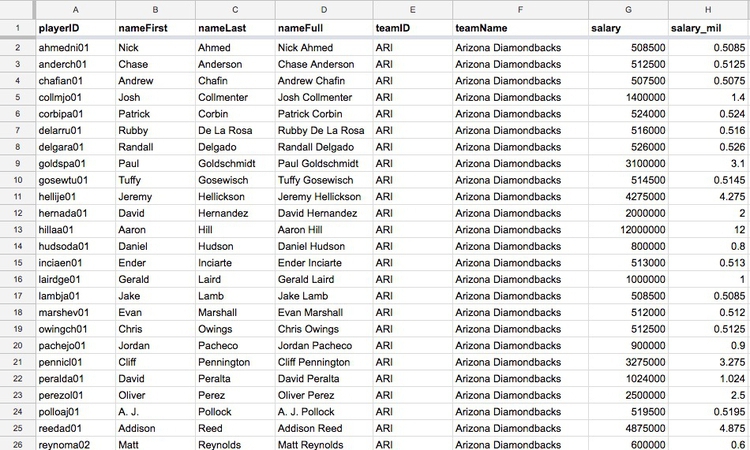 A B C D E F G H
1 playerID nameFirst nameLast nameFull teamID teamName salary salary_mil
2 ahmedni01 Nick Ahmed Nick Ahmed ARI Arizona Diamondbacks 508500 0.5085
3 anderch01 Chase Anderson Chase Anderson ARI Arizona Diamondbacks 512500 0.5125
4 chafian01 Andrew Chafin Andrew Chafin ARI Arizona Diamondbacks 507500 0.5075
5 collmjo01 Josh Collmenter Josh Collmenter ARI Arizona Diamondbacks 1400000 1.4
6 corbipa01 Patrick Corbin Patrick Corbin ARI Arizona Diamondbacks 524000 0.524
7 delarru01 Rubby De La Rosa Rubby De La Rosa ARI Arizona Diamondbacks 516000 0.516
8 delgara01 Randall Delgado Randall Delgado ARI Arizona Diamondbacks 526000 0.526
9 goldspa01 Paul Goldschmidt Paul Goldschmidt ARI Arizona Diamondbacks 3100000 3.1
10 gosewtu01 Tuffy Gosewisch Tuffy Gosewisch ARI Arizona Diamondbacks 514500 0.5145
11 hellije01 Jeremy Hellickson Jeremy Hellickson ARI Arizona Diamondbacks 4275000 4.275
12 hernada01 David Hernandez David Hernandez ARI Arizona Diamondbacks 2000000 2
13 hillaa01 Aaron Hill Aaron Hill ARI Arizona Diamondbacks 12000000 12
14 hudsoda01 Daniel Hudson Daniel Hudson ARI Arizona Diamondbacks 800000 0.8
15 inciaen01 Ender Inciarte Ender Inciarte ARI Arizona Diamondbacks 513000 0.513
16 lairdge01 Gerald Laird Gerald Laird ARI Arizona Diamondbacks 1000000 1
17 lambja01 Jake Lamb Jake Lamb ARI Arizona Diamondbacks 508500 0.5085
18 marshev01 Evan Marshall Evan Marshall ARI Arizona Diamondbacks 512000 0.512
19 owingch01 Chris Owings Chris Owings ARI Arizona Diamondbacks 512500 0.5125
20 pachejo01 Jordan Pacheco Jordan Pacheco ARI Arizona Diamondbacks 900000 0.9
21 pennicl01 Cliff Pennington Cliff Pennington ARI Arizona Diamondbacks 3275000 3.275
22 peralda01 David Peralta David Peralta ARI Arizona Diamondbacks 1024000 1.024
23 perezol01 Oliver Perez Oliver Perez ARI Arizona Diamondbacks 2500000 2.5
24 polloaj01 A. J. Pollock A. J. Pollock ARI Arizona Diamondbacks 519500 0.5195
25 reedad01 Addison Reed Addison Reed ARI Arizona Diamondbacks 4875000 4.875
26 reynoma02 Matt Reynolds Matt Reynolds ARI Arizona Diamondbacks 600000 0.6